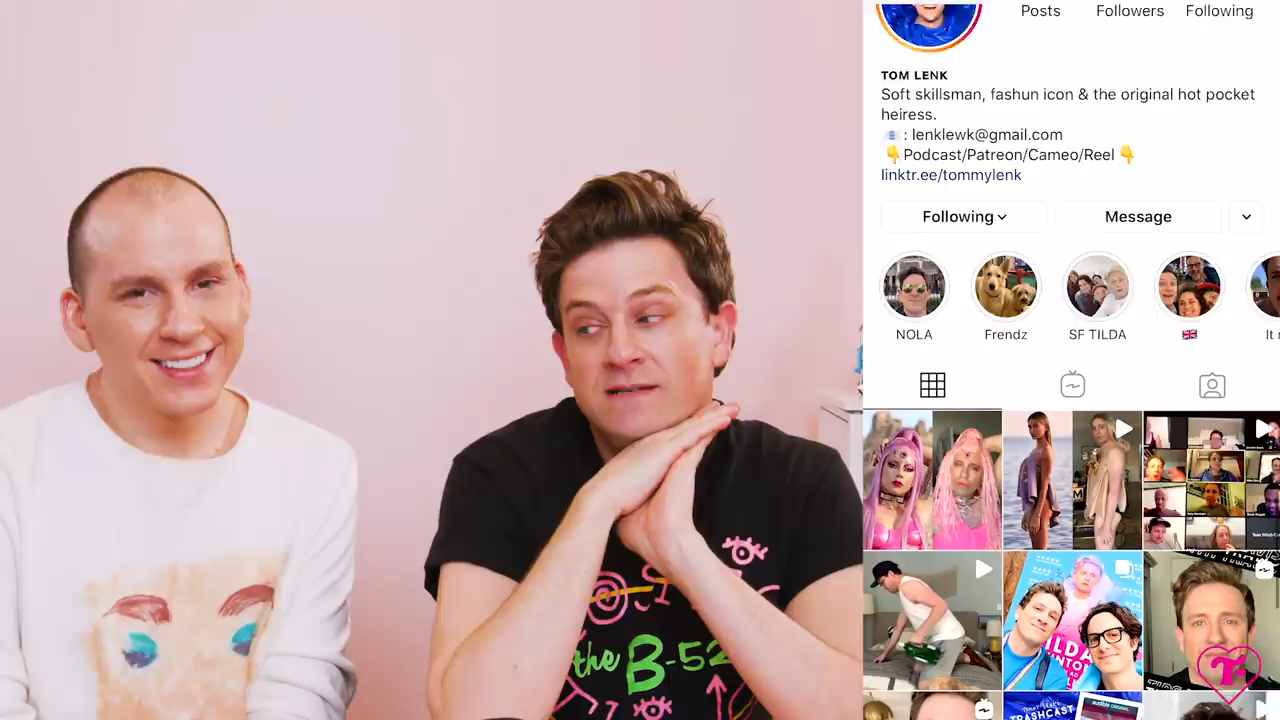 Posts Followers Following
TOM LENK
Soft skillsman, fashun icon & the original hot pocket
heiress.
: lenklewk@gmail.com
👇Podcast/Patreon/Cameo/Reel👇
linktr.ee/tommylenk
Following Message
NOLA Frendz SF TILDA
the B-52
TRASHCAST